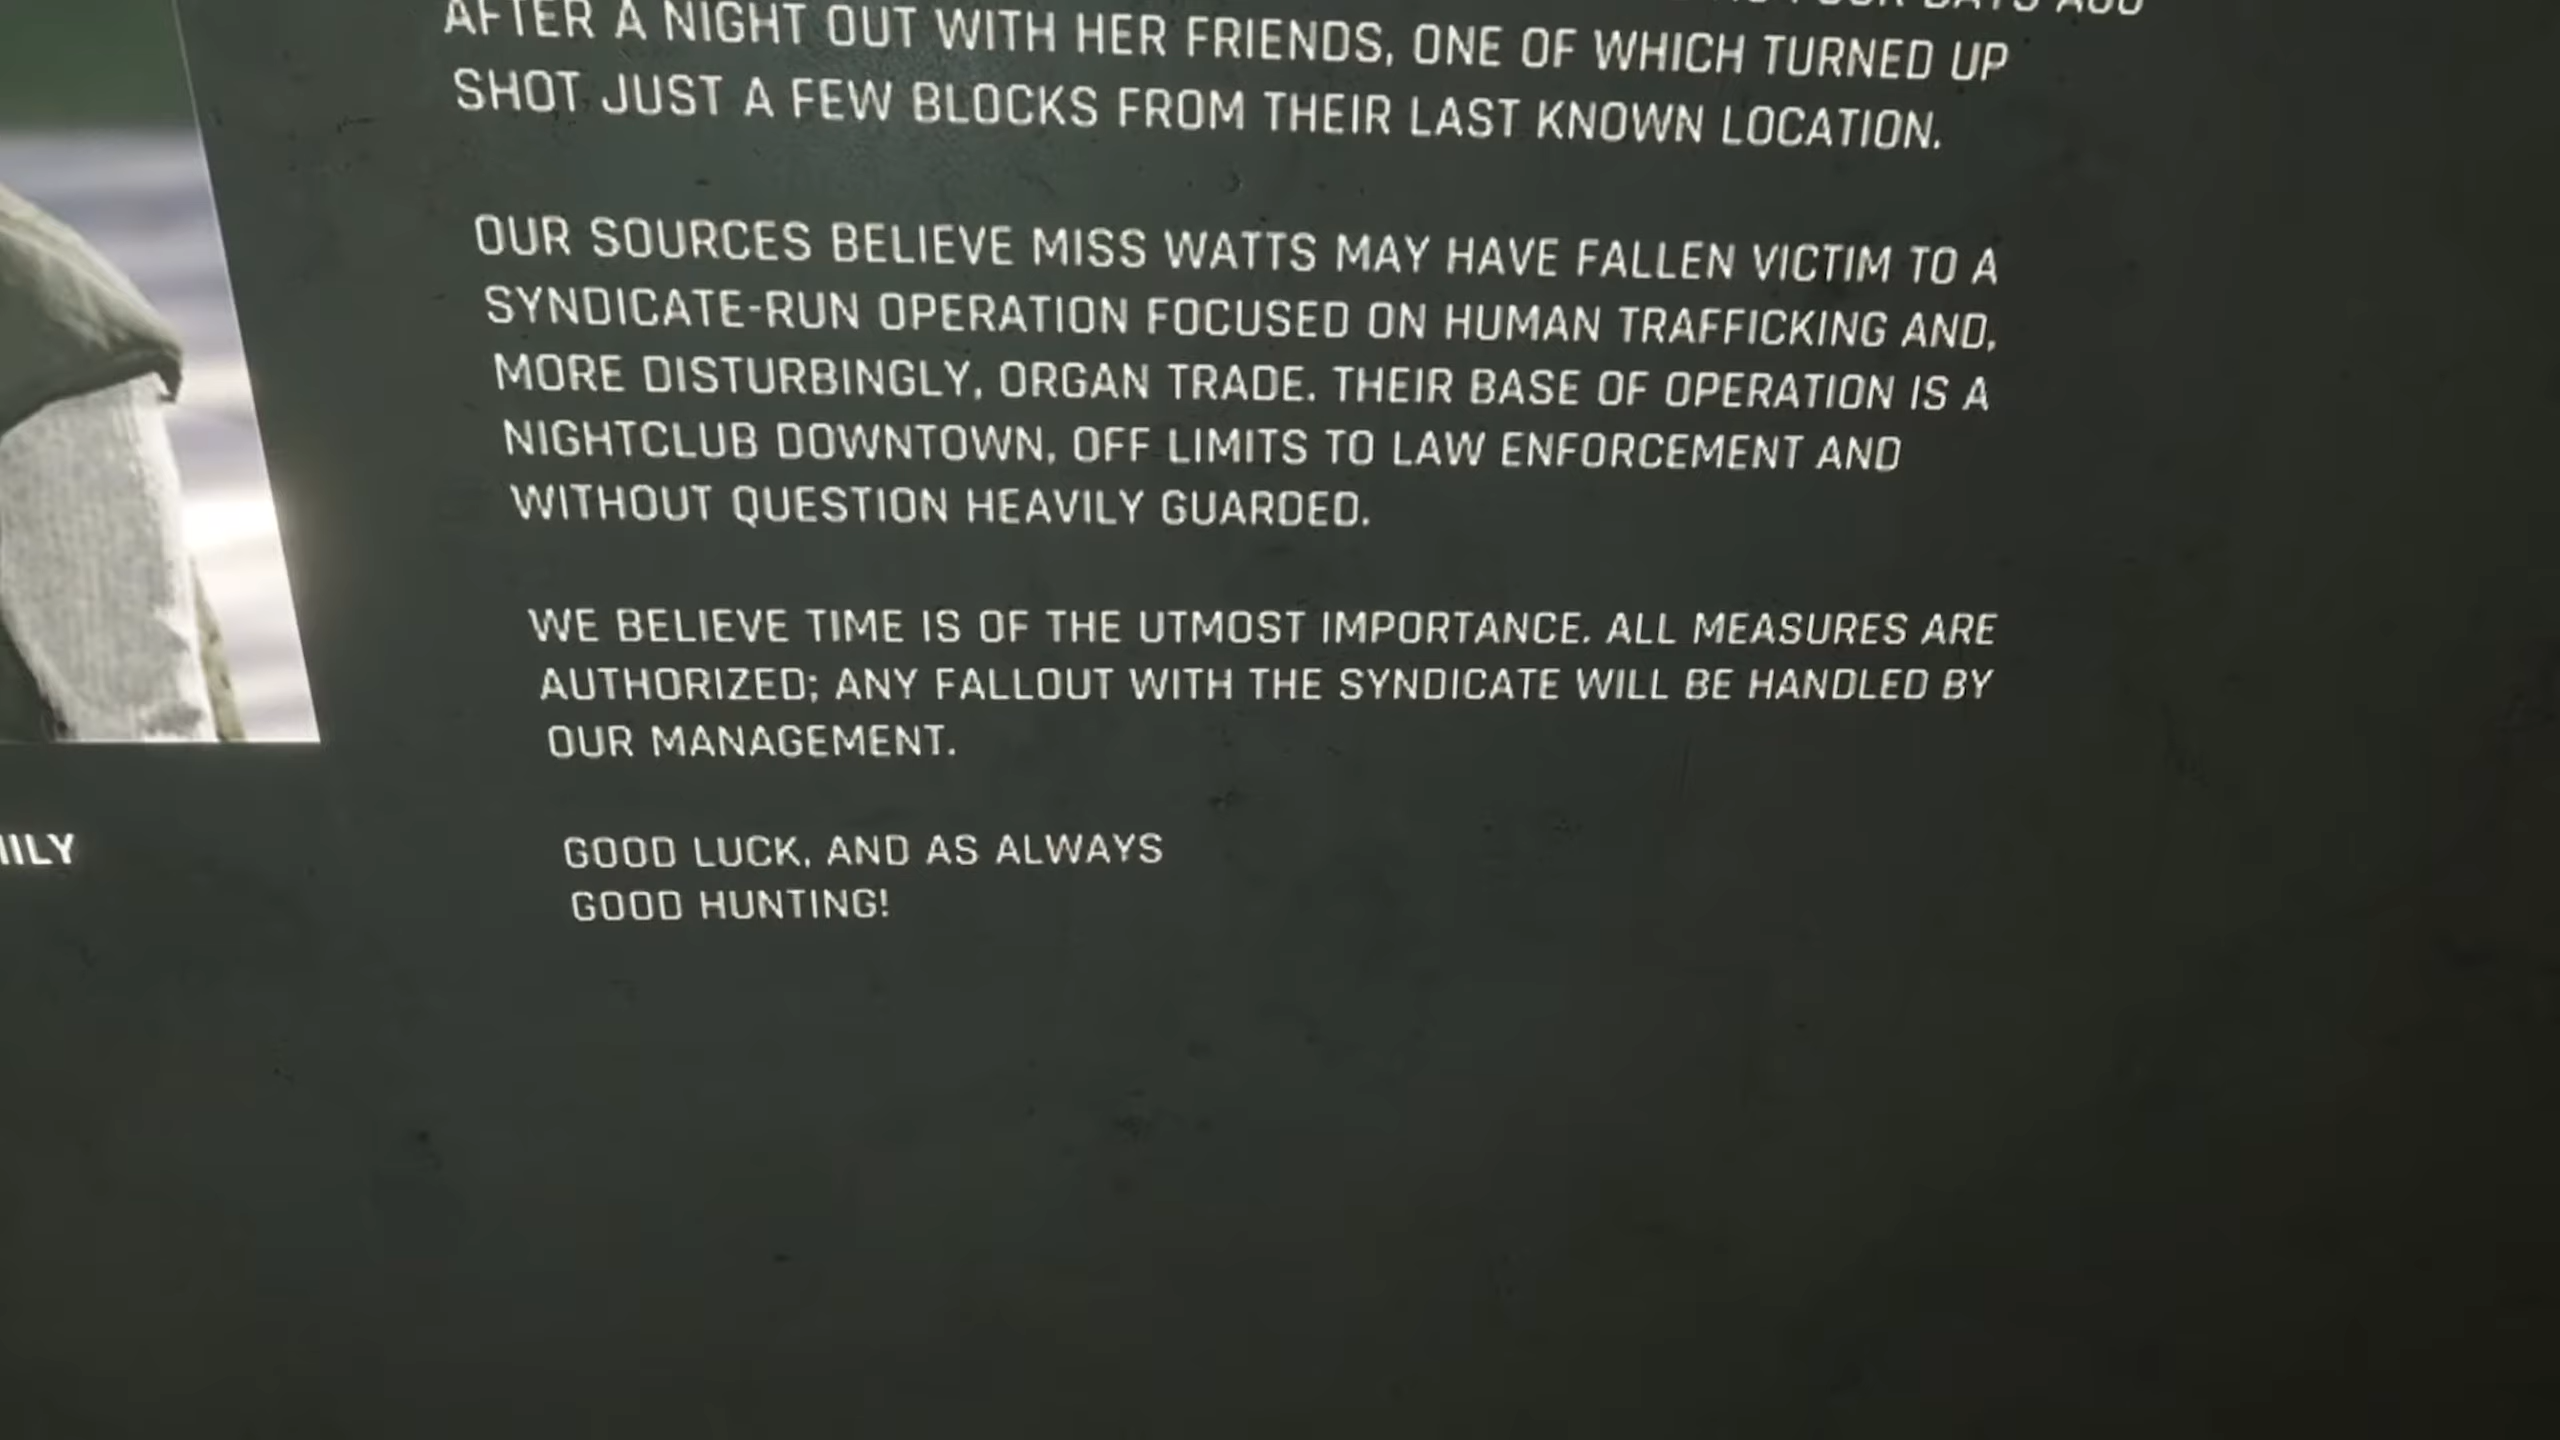 DAYS AGO
AFTER A NIGHT OUT WITH HER FRIENDS, ONE OF WHICH TURNED UP
SHOT JUST A FEW BLOCKS FROM THEIR LAST KNOWN LOCATION.
OUR SOURCES BELIEVE MISS WATTS MAY HAVE FALLEN VICTIM TO A
SYNDICATE-RUN OPERATION FOCUSED ON HUMAN TRAFFICKING AND,
MORE DISTURBINGLY, ORGAN TRADE. THEIR BASE OF OPERATION IS A
NIGHTCLUB DOWNTOWN, OFF LIMITS TO LAW ENFORCEMENT AND
WITHOUT QUESTION HEAVILY GUARDED.
WE BELIEVE TIME IS OF THE UTMOST IMPORTANCE. ALL MEASURES ARE
AUTHORIZED; ANY FALLOUT WITH THE SYNDICATE WILL BE HANDLED BY
OUR MANAGEMENT.
GOOD LUCK, AND AS ALWAYS
GOOD HUNTING!